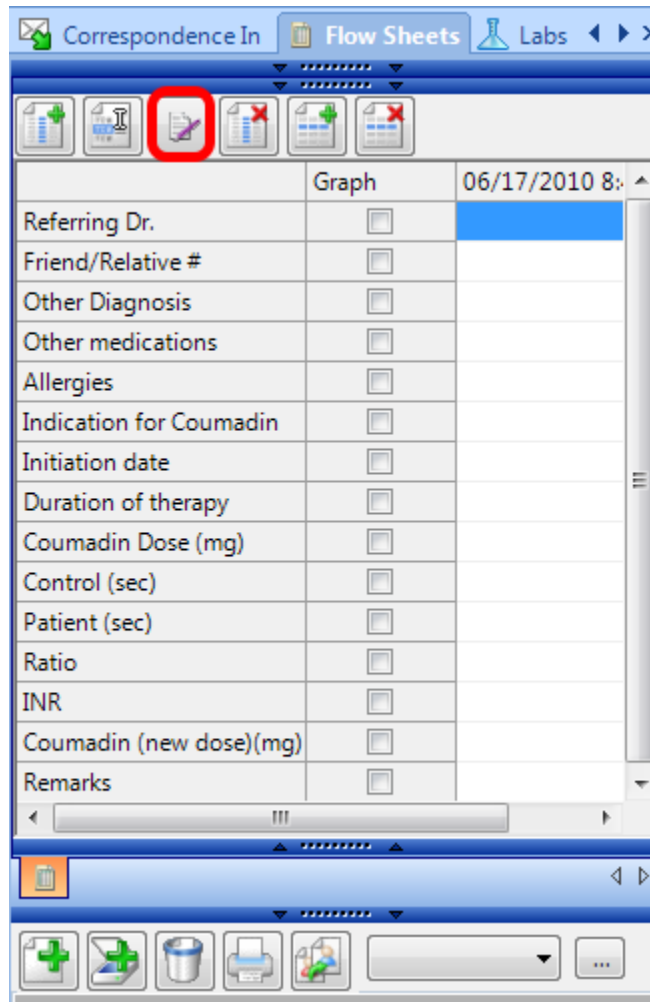 Correspondence In Flow Sheets Labs
Graph 06/17/2010 8:
Referring Dr.
Friend/Relative #
Other Diagnosis
Other medications
Allergies
Indication for Coumadin
Initiation date
Duration of therapy
Coumadin Dose (mg)
Control (sec)
Patient (sec)
Ratio
INR
Coumadin (new dose)(mg)
Remarks
...